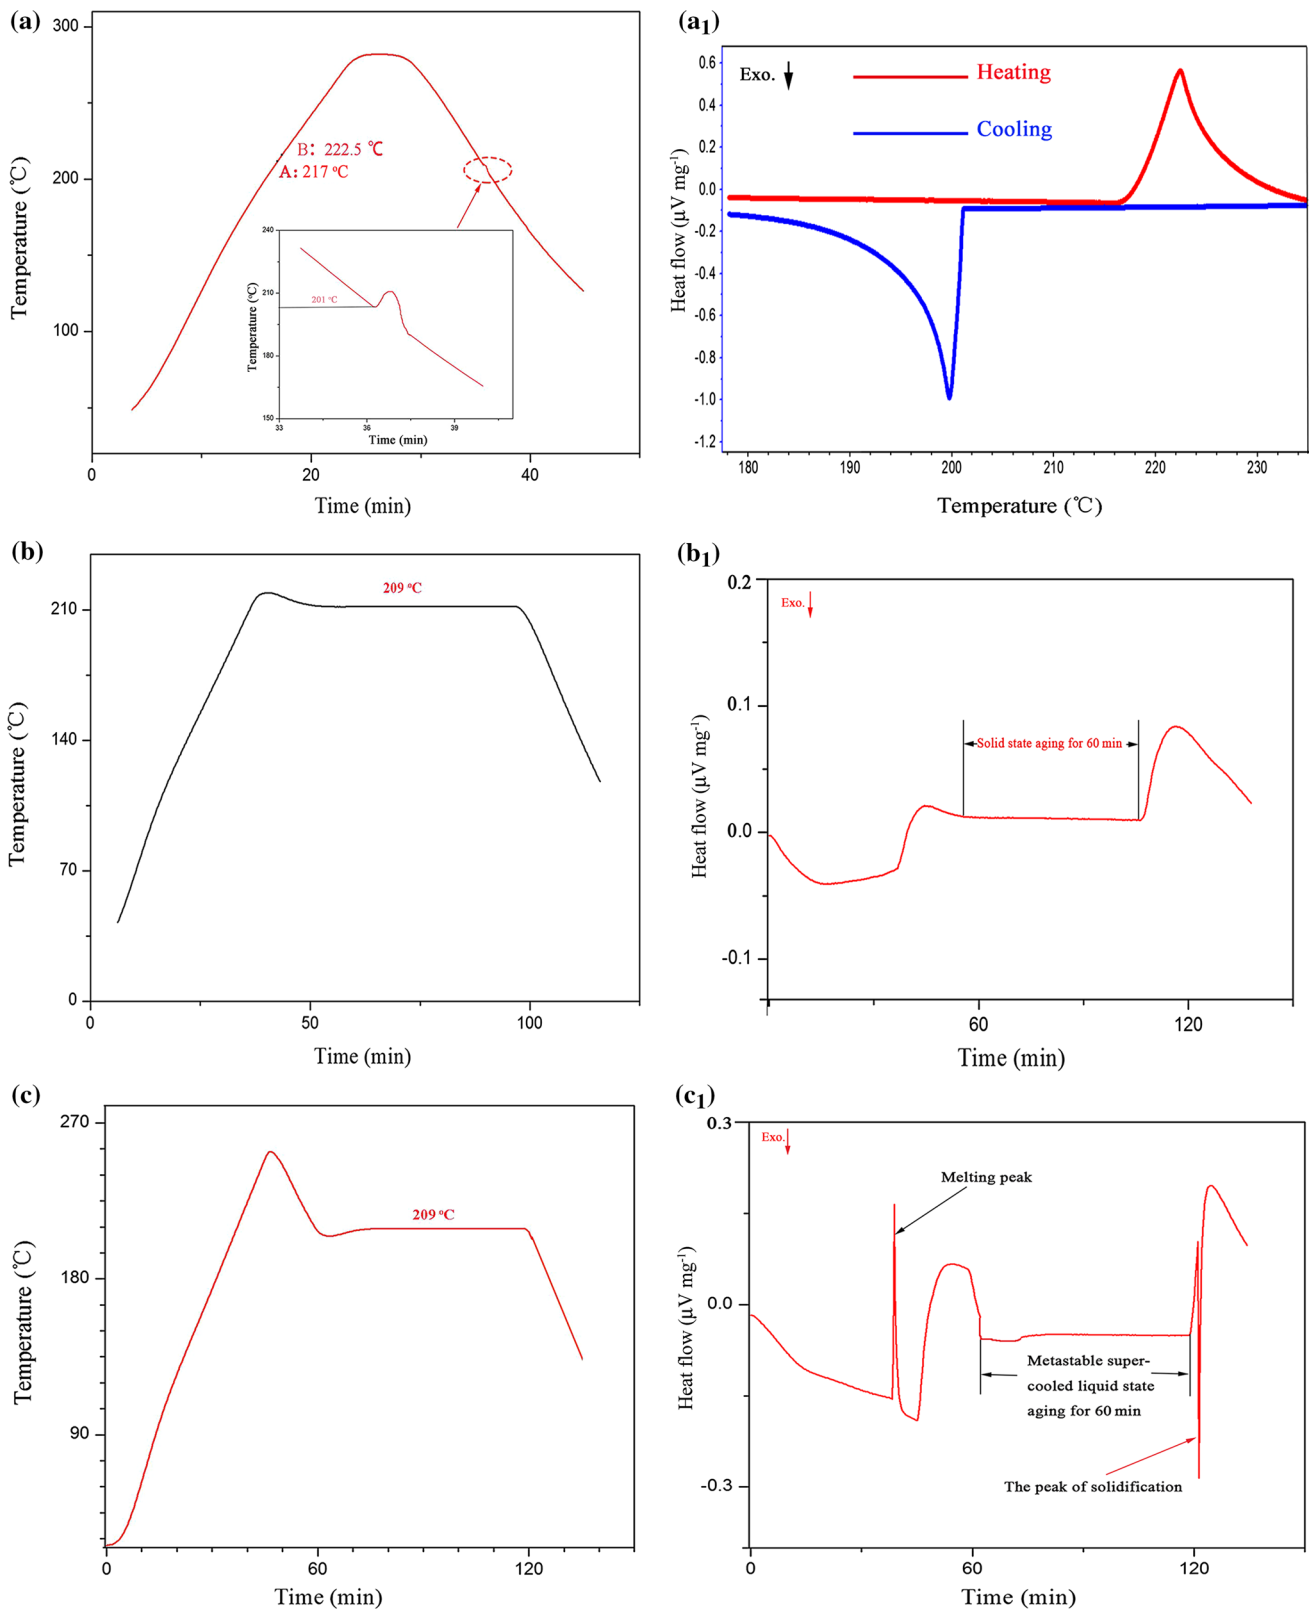 (a)
300
200
100
0
20
40
Temperature (℃)
Time (min)
B: 222.5 ℃
A: 217 °C
240
210
180
150
33
36
39
201 °C
Temperature (°C)
Time (min)
(a1)
0.6
0.4
0.2
0.0
-0.2
-0.4
-0.6
-0.8
-1.0
-1.2
180
190
200
210
220
230
Exo.
Heating
Cooling
Heat flow (μV mg-1)
Temperature (℃)
(b)
210
140
70
0
0
50
100
209 °C
Temperature (℃)
Time (min)
(b1)
0.2
0.1
0.0
-0.1
60
120
Exo.
Solid state aging for 60 min
Heat flow (μV mg-1)
Time (min)
(c)
270
180
90
0
60
120
209 °C
Temperature (℃)
Time (min)
(c1)
0.3
0.0
-0.3
0
60
120
Exo.
Melting peak
Metastable super-
cooled liquid state
aging for 60 min
The peak of solidification
Heat flow (μV mg-1)
Time (min)